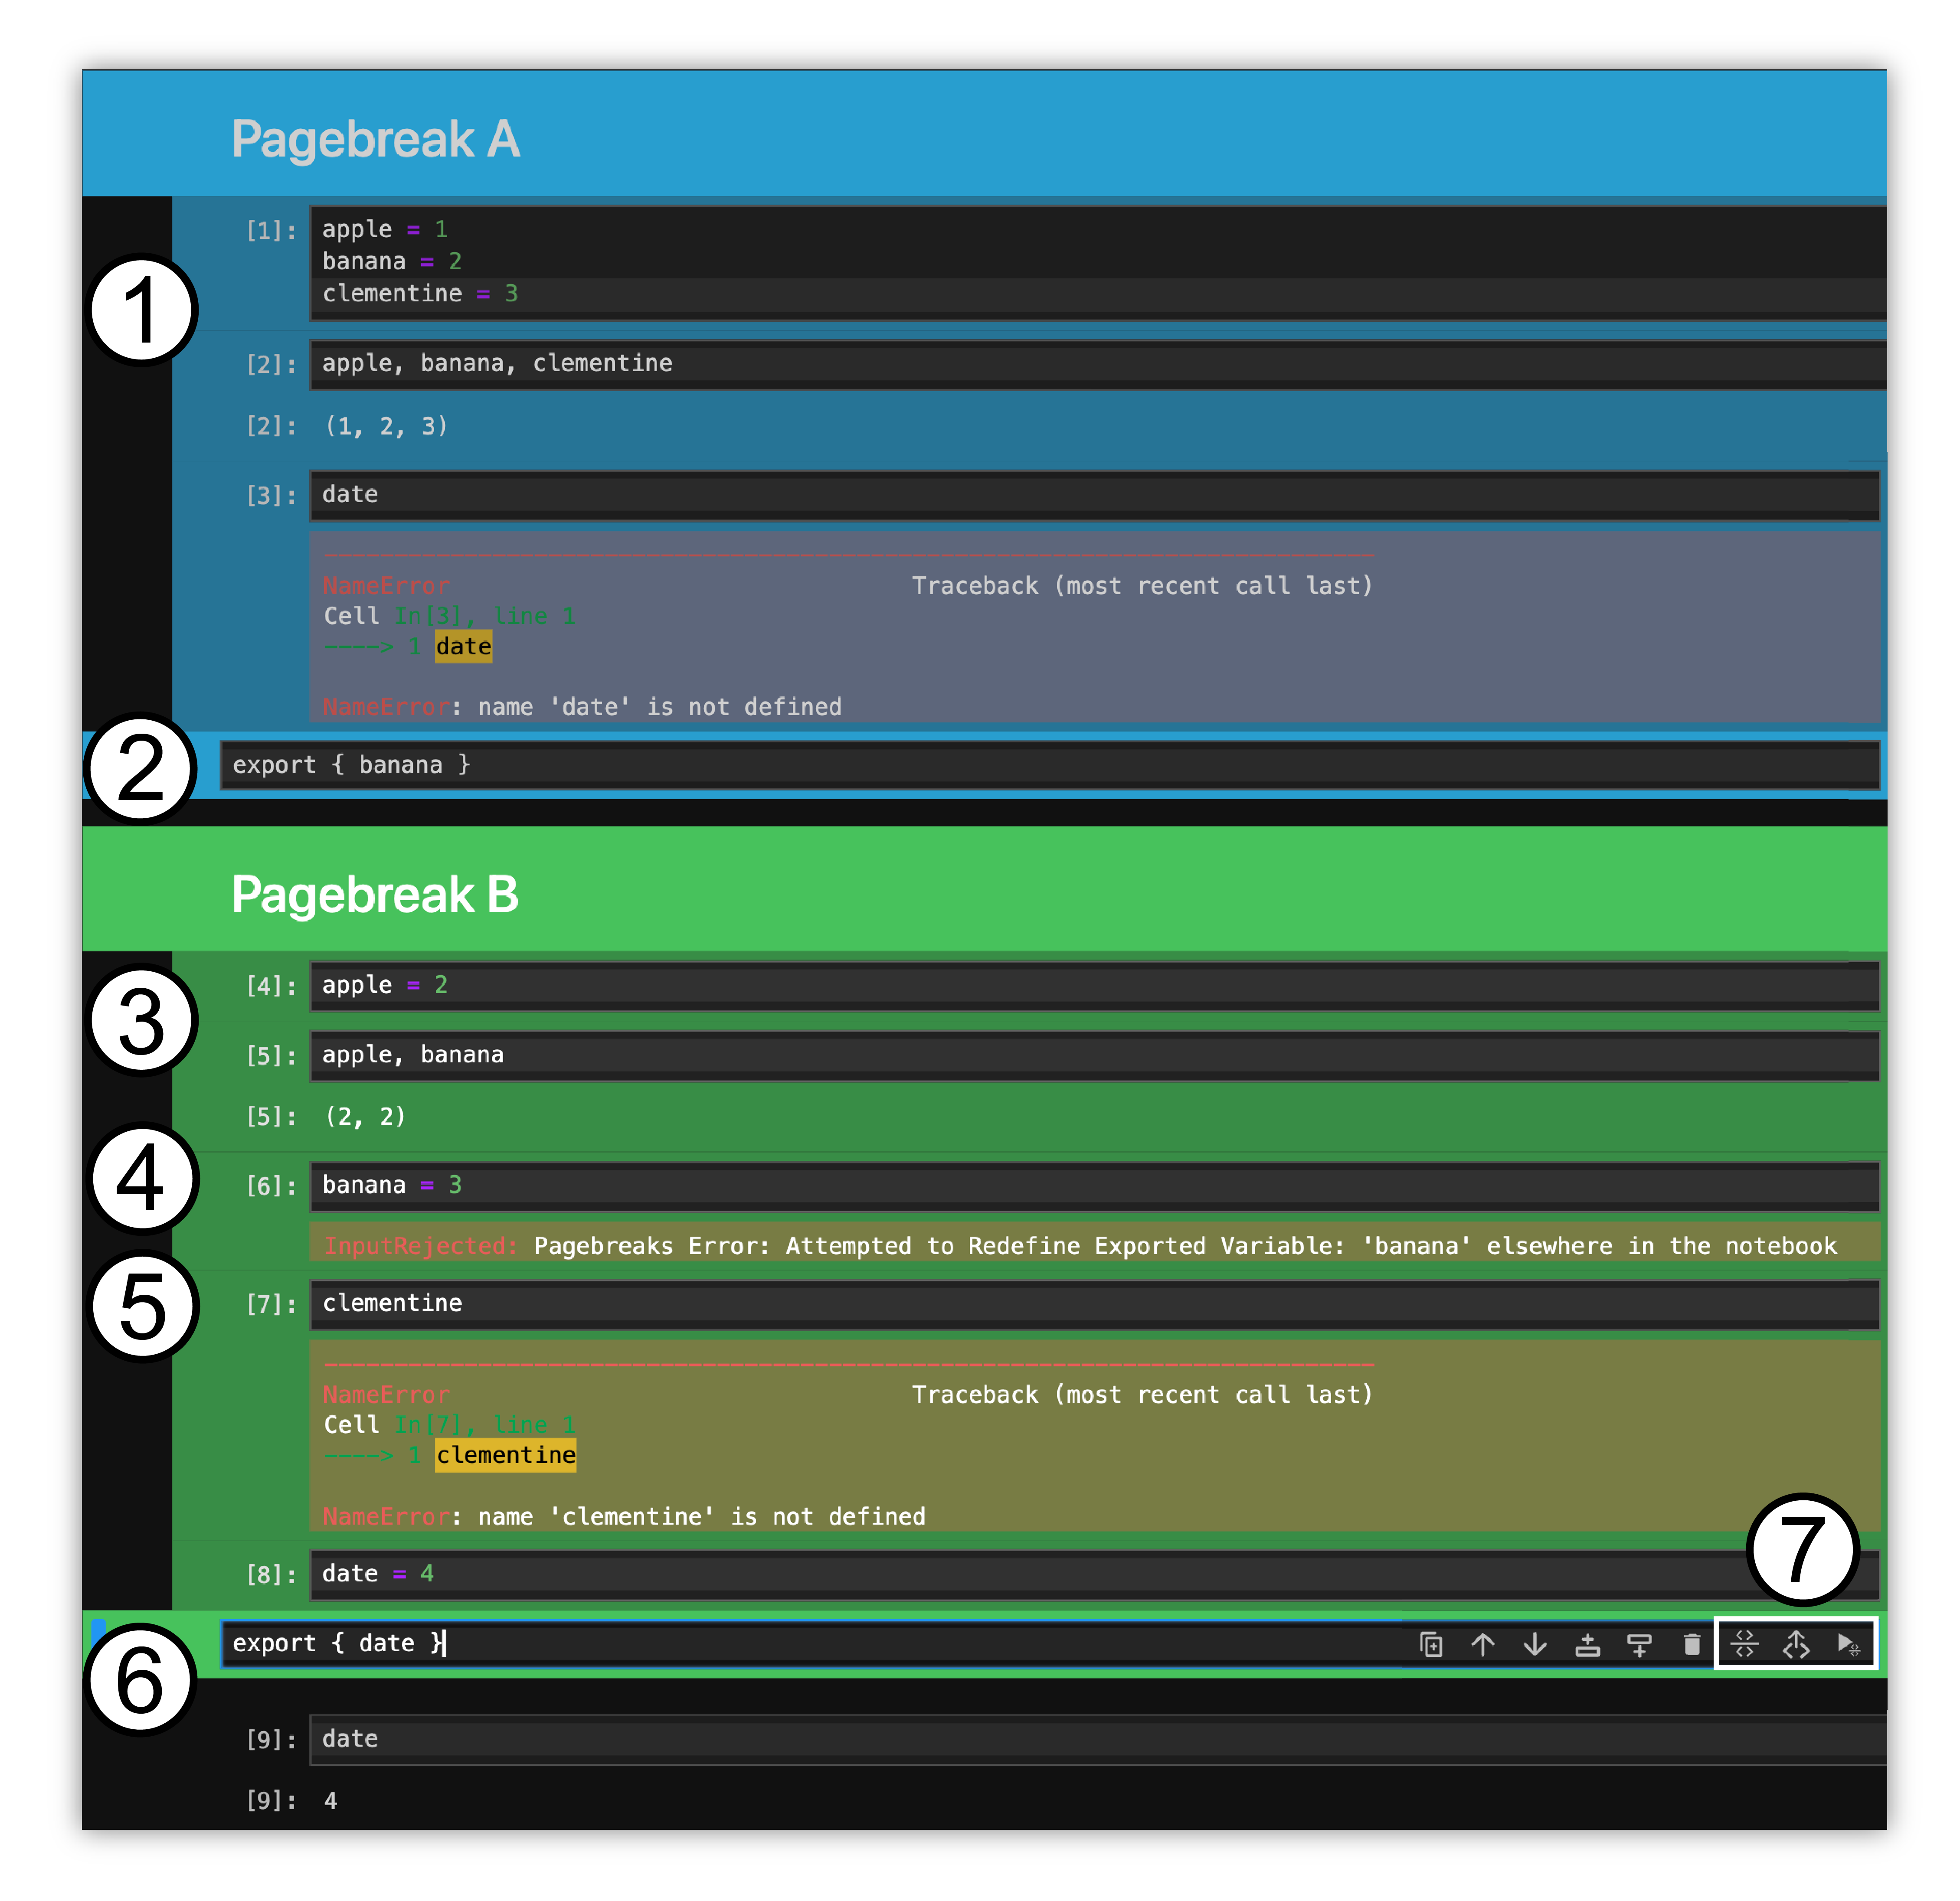 Pagebreak A
[1]: apple = 1
banana = 2
clementine = 3
1
[2]: apple, banana, clementine
[2]: (1, 2, 3)
[3]: date
---------------------------------------------------------------------------
NameError Traceback (most recent call last)
Cell In[3], line 1
----> 1 date
NameError: name 'date' is not defined
2
export { banana }
Pagebreak B
3
[4]: apple = 2
[5]: apple, banana
[5]: (2, 2)
4
[6]: banana = 3
InputRejected: Pagebreaks Error: Attempted to Redefine Exported Variable: 'banana' elsewhere in the notebook
5
[7]: clementine
---------------------------------------------------------------------------
NameError Traceback (most recent call last)
Cell In[7], line 1
----> 1 clementine
NameError: name 'clementine' is not defined
7
[8]: date = 4
6
export { date }
[9]: date
[9]: 4